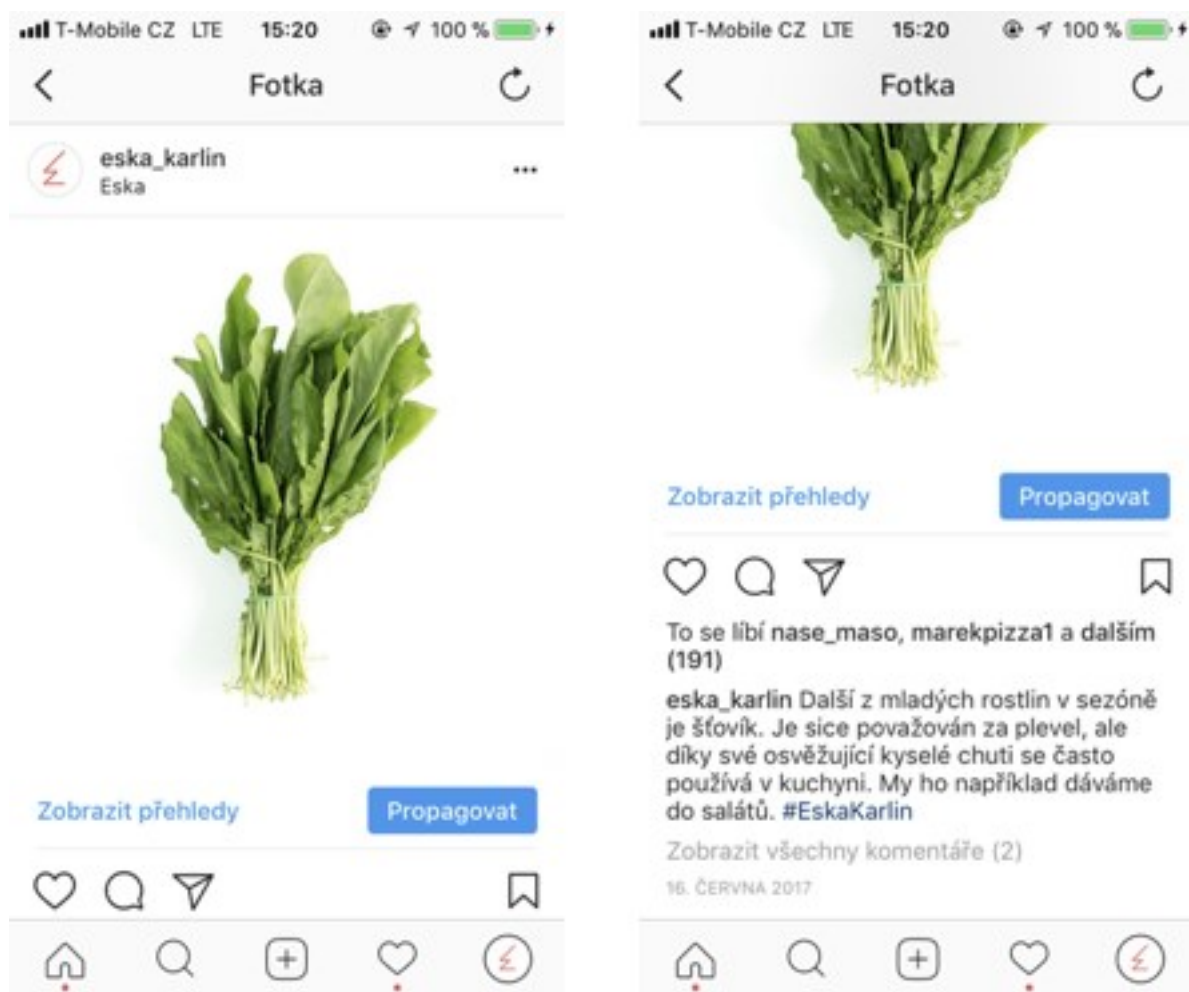 T-Mobile CZ LTE 15:20 100 %
Fotka
eska_karlin
Eska
Zobrazit přehledy
Propagovat
T-Mobile CZ LTE 15:20 100 %
Fotka
Zobrazit přehledy
Propagovat
To se líbí nase_maso, marekpizza1 a dalším
(191)
eska_karlin Další z mladých rostlin v sezóně
je šťovík. Je sice považován za plevel, ale
díky své osvěžující kyselé chuti se často
používá v kuchyni. My ho například dáváme
do salátů. #EskaKarlin
Zobrazit všechny komentáře (2)
16. ČERVNA 2017